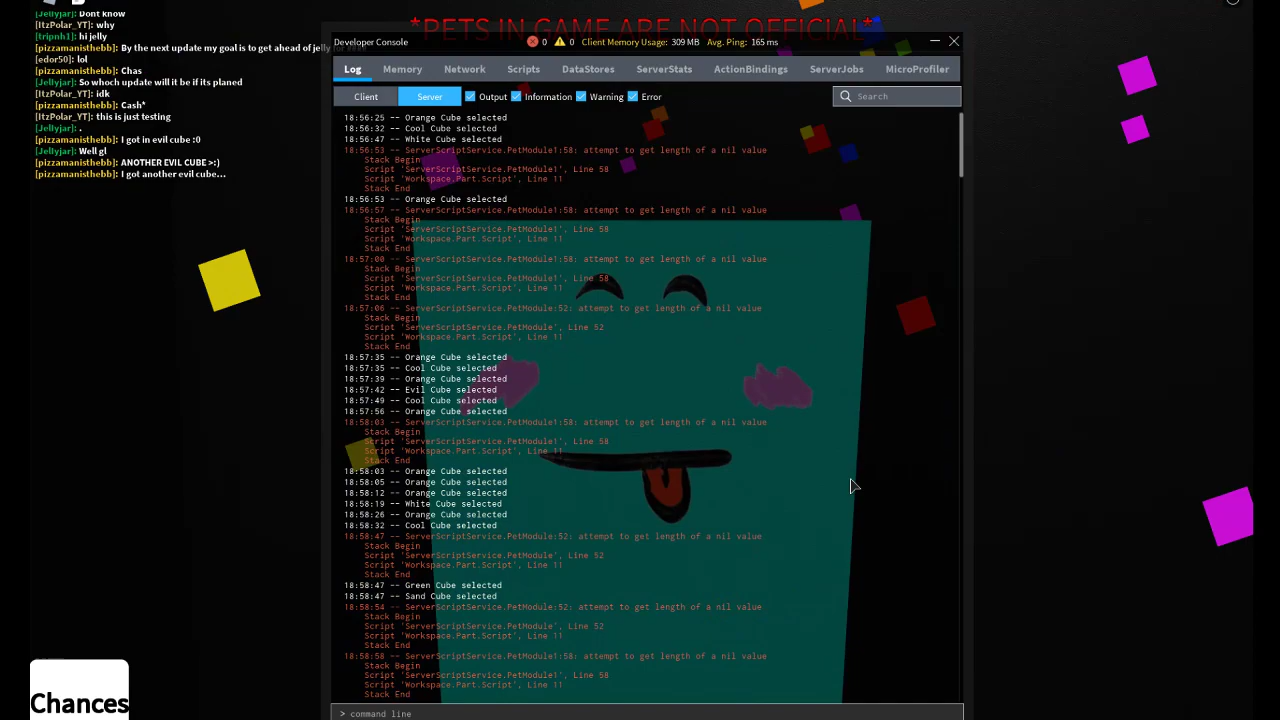 *PETS IN GAME ARE NOT OFFICIAL*
[Jellyjar]: Dont know
[ItzPolar_YT]: why
[tripnh1]: hi jelly
[pizzamanisthebb]: By the next update my goal is to get ahead of jelly
[edor50]: lol
[pizzamanisthebb]: Chas
[Jellyjar]: So whoch update will it be if its planed
[ItzPolar_YT]: idk
[pizzamanisthebb]: Cash*
[ItzPolar_YT]: this is just testing
[Jellyjar]: .
[pizzamanisthebb]: I got in evil cube :0
[Jellyjar]: Well gl
[pizzamanisthebb]: ANOTHER EVIL CUBE >:)
[pizzamanisthebb]: I got another evil cube...
Developer Console 0 0 Client Memory Usage: 309 MB Avg. Ping: 165 ms
Log Memory Network Scripts DataStores ServerStats ActionBindings ServerJobs MicroProfiler
Client Server Output Information Warning Error Search
18:56:25 -- Orange Cube selected
18:56:32 -- Cool Cube selected
18:56:47 -- White Cube selected
18:56:53 -- ServerScriptService.PetModule1:58: attempt to get length of a nil value
Stack Begin
Script 'ServerScriptService.PetModule1', Line 58
Script 'Workspace.Part.Script', Line 11
Stack End
18:56:53 -- Orange Cube selected
18:56:57 -- ServerScriptService.PetModule1:58: attempt to get length of a nil value
Stack Begin
Script 'ServerScriptService.PetModule1', Line 58
Script 'Workspace.Part.Script', Line 11
Stack End
18:57:00 -- ServerScriptService.PetModule1:58: attempt to get length of a nil value
Stack Begin
Script 'ServerScriptService.PetModule1', Line 58
Script 'Workspace.Part.Script', Line 11
Stack End
18:57:06 -- ServerScriptService.PetModule:52: attempt to get length of a nil value
Stack Begin
Script 'ServerScriptService.PetModule', Line 52
Script 'Workspace.Part.Script', Line 11
Stack End
18:57:35 -- Orange Cube selected
18:57:35 -- Cool Cube selected
18:57:39 -- Orange Cube selected
18:57:42 -- Evil Cube selected
18:57:49 -- Cool Cube selected
18:57:56 -- Orange Cube selected
18:58:03 -- ServerScriptService.PetModule1:58: attempt to get length of a nil value
Stack Begin
Script 'ServerScriptService.PetModule1', Line 58
Script 'Workspace.Part.Script', Line 11
Stack End
18:58:03 -- Orange Cube selected
18:58:05 -- Orange Cube selected
18:58:12 -- Orange Cube selected
18:58:19 -- White Cube selected
18:58:26 -- Orange Cube selected
18:58:32 -- Cool Cube selected
18:58:47 -- ServerScriptService.PetModule:52: attempt to get length of a nil value
Stack Begin
Script 'ServerScriptService.PetModule', Line 52
Script 'Workspace.Part.Script', Line 11
Stack End
18:58:47 -- Green Cube selected
18:58:47 -- Sand Cube selected
18:58:54 -- ServerScriptService.PetModule:52: attempt to get length of a nil value
Stack Begin
Script 'ServerScriptService.PetModule', Line 52
Script 'Workspace.Part.Script', Line 11
Stack End
18:58:58 -- ServerScriptService.PetModule1:58: attempt to get length of a nil value
Stack Begin
Script 'ServerScriptService.PetModule1', Line 58
Script 'Workspace.Part.Script', Line 11
Stack End
> command line
Chances